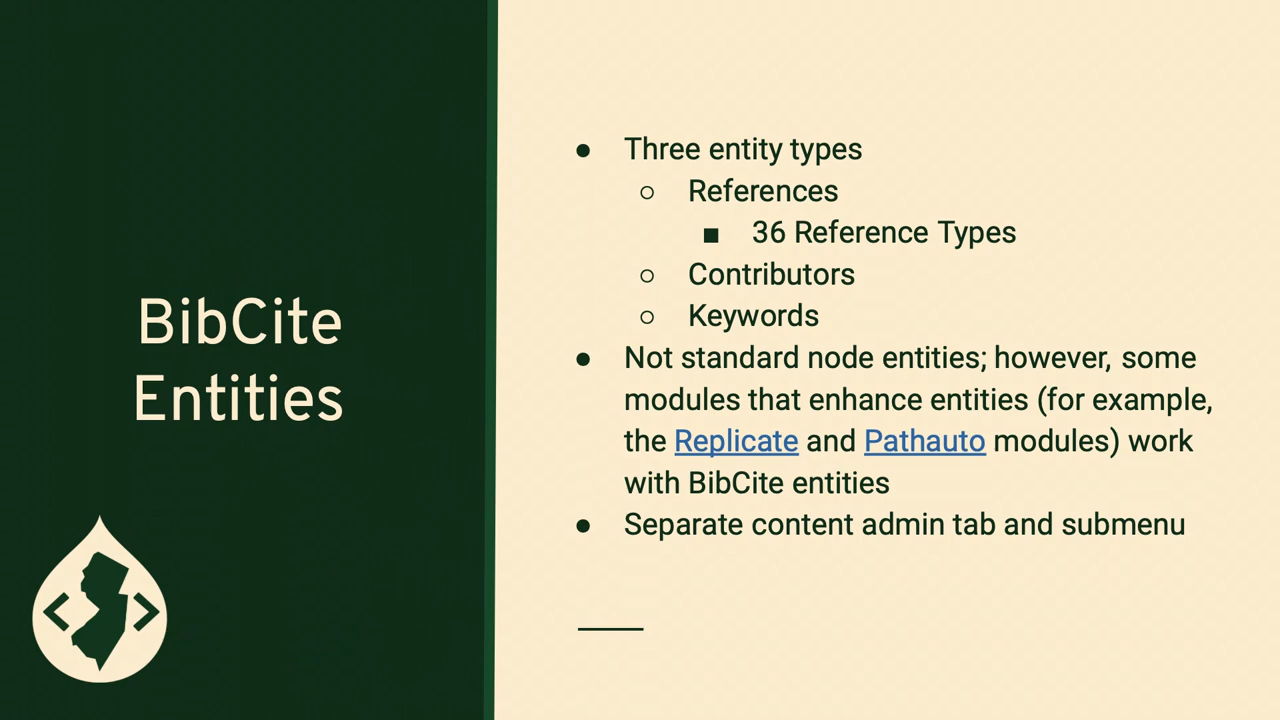 BibCite
Entities
● Three entity types
○ References
■ 36 Reference Types
○ Contributors
○ Keywords
● Not standard node entities; however, some
modules that enhance entities (for example,
the Replicate and Pathauto modules) work
with BibCite entities
● Separate content admin tab and submenu
< >